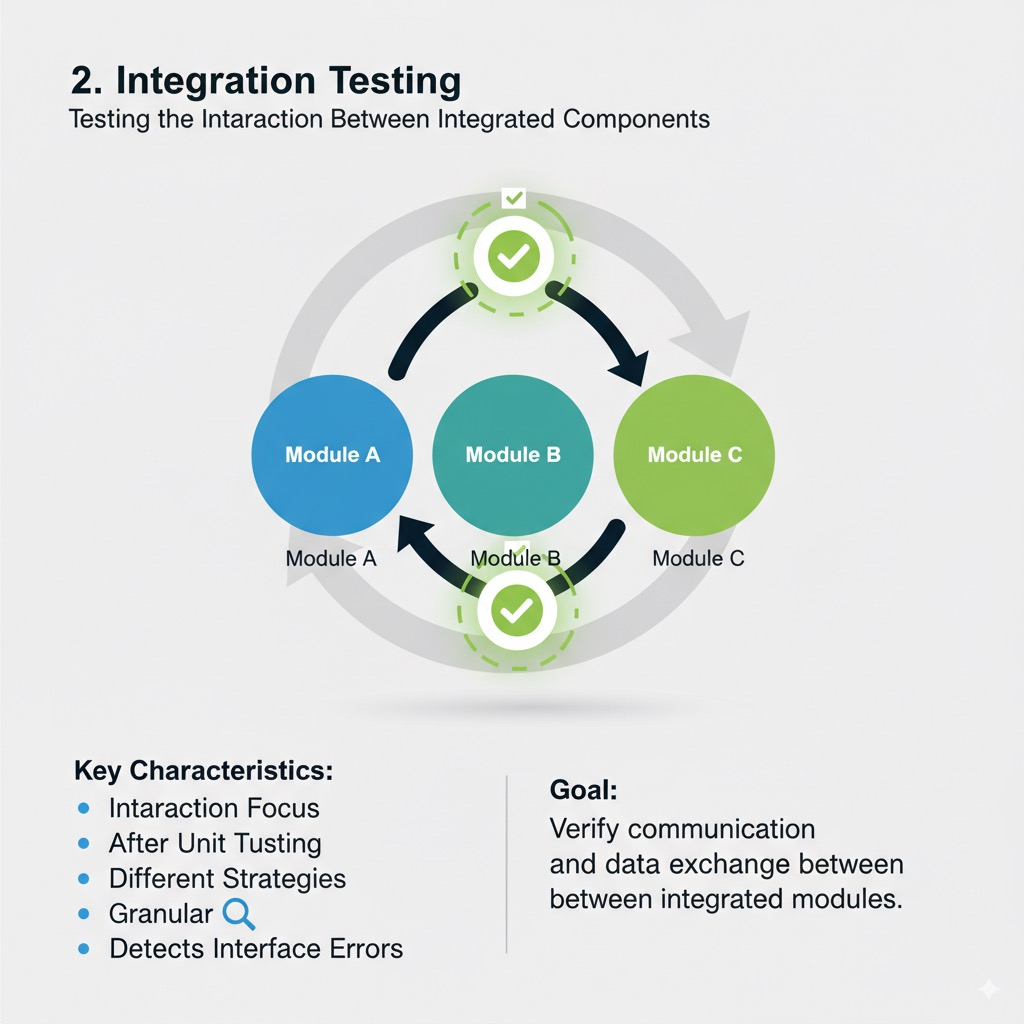 2. Integration Testing
Testing the Intaraction Between Integrated Components
Module A
Module B
Module C
Module A
Module B
Module C
Key Characteristics:
Intaraction Focus
After Unit Tusting
Different Strategies
Granular
Detects Interface Errors
Goal:
Verify communication
and data exchange between
between integrated modules.